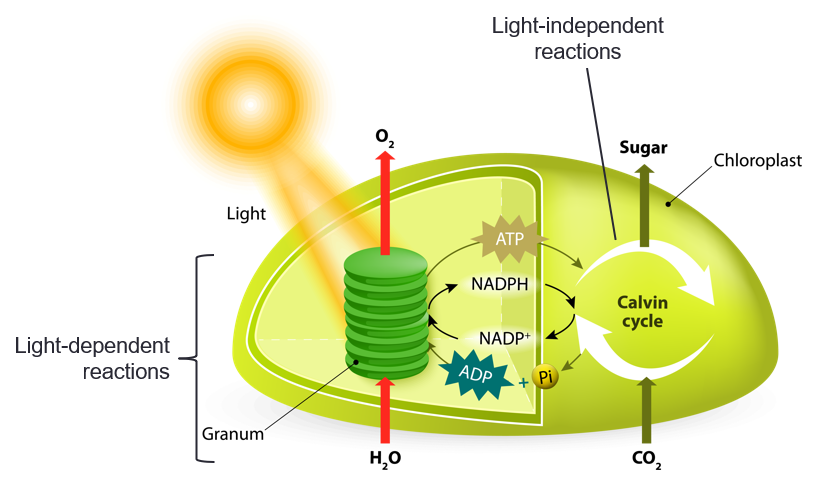 Light-independent
reactions
O₂
Sugar
Chloroplast
Light
ATP
NADPH
Calvin
cycle
NADP⁺
Light-dependent
reactions
ADP + Pi
Granum
H₂O
CO₂